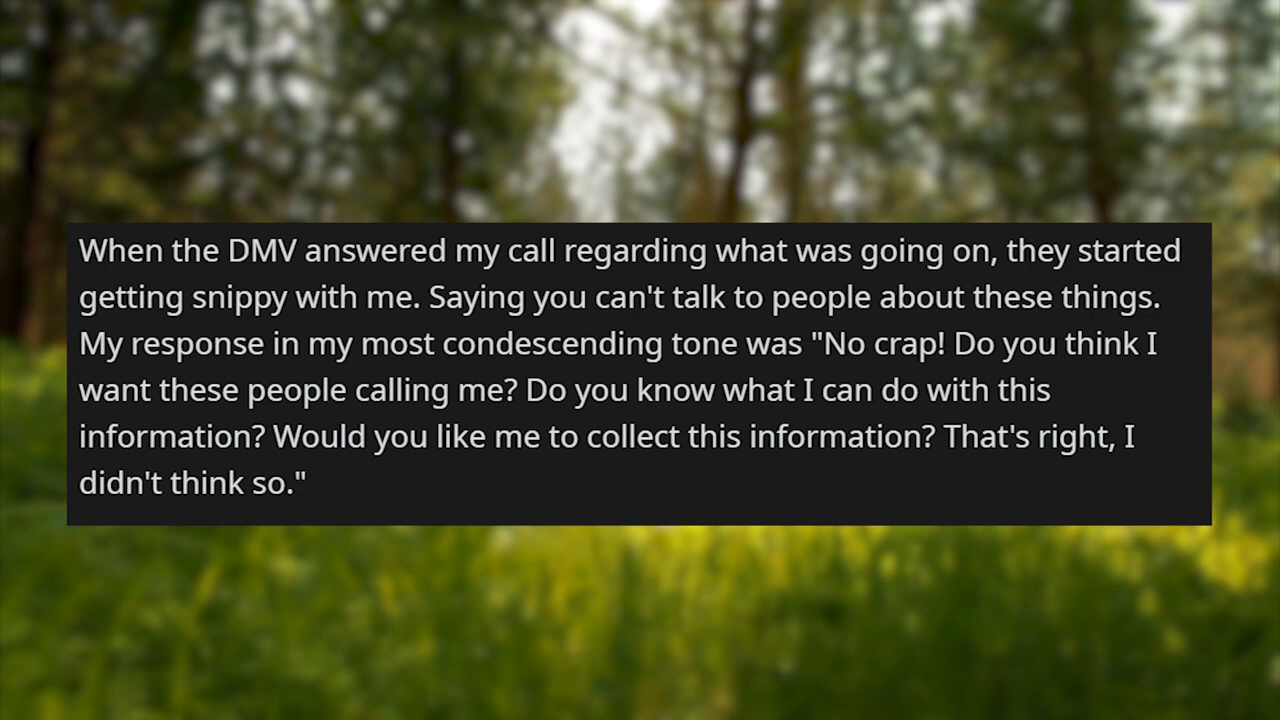 When the DMV answered my call regarding what was going on, they started
getting snippy with me. Saying you can't talk to people about these things.
My response in my most condescending tone was "No crap! Do you think I
want these people calling me? Do you know what I can do with this
information? Would you like me to collect this information? That's right, I
didn't think so."